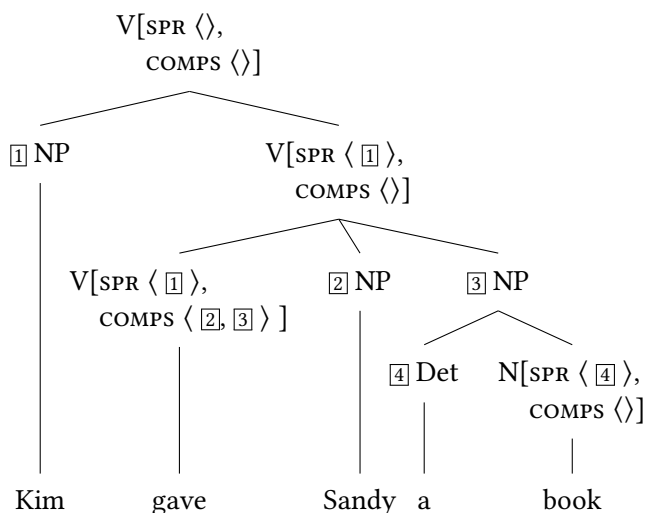 V[SPR ⟨⟩,
COMPS ⟨⟩]
1 NP V[SPR ⟨ 1 ⟩,
COMPS ⟨⟩]
V[SPR ⟨ 1 ⟩, 2 NP 3 NP
COMPS ⟨ 2, 3 ⟩ ]
4 Det N[SPR ⟨ 4 ⟩,
COMPS ⟨⟩]
Kim gave Sandy a book